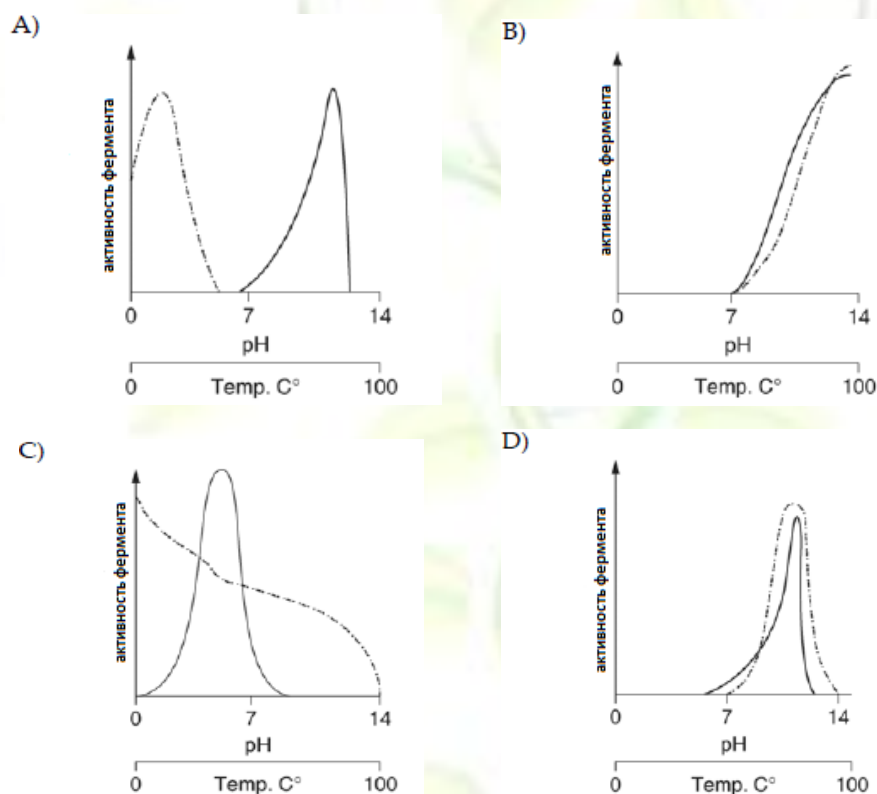 A)
активность фермента
0 7 14
pH
0 Temp. C° 100
B)
активность фермента
0 7 14
pH
0 Temp. C° 100
C)
активность фермента
0 7 14
pH
0 Temp. C° 100
D)
активность фермента
0 7 14
pH
0 Temp. C° 100